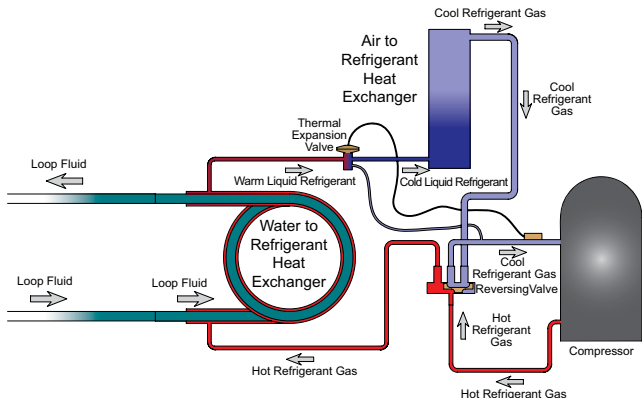 Cool Refrigerant Gas
Air to
Refrigerant
Heat
Exchanger
Cool
Refrigerant
Gas
Thermal
Expansion
Valve
Loop Fluid
Warm Liquid Refrigerant
Cold Liquid Refrigerant
Water to
Refrigerant
Heat
Exchanger
Loop Fluid
Loop Fluid
Cool
Refrigerant Gas
ReversingValve
Hot
Refrigerant
Gas
Compressor
Hot Refrigerant Gas
Hot Refrigerant Gas